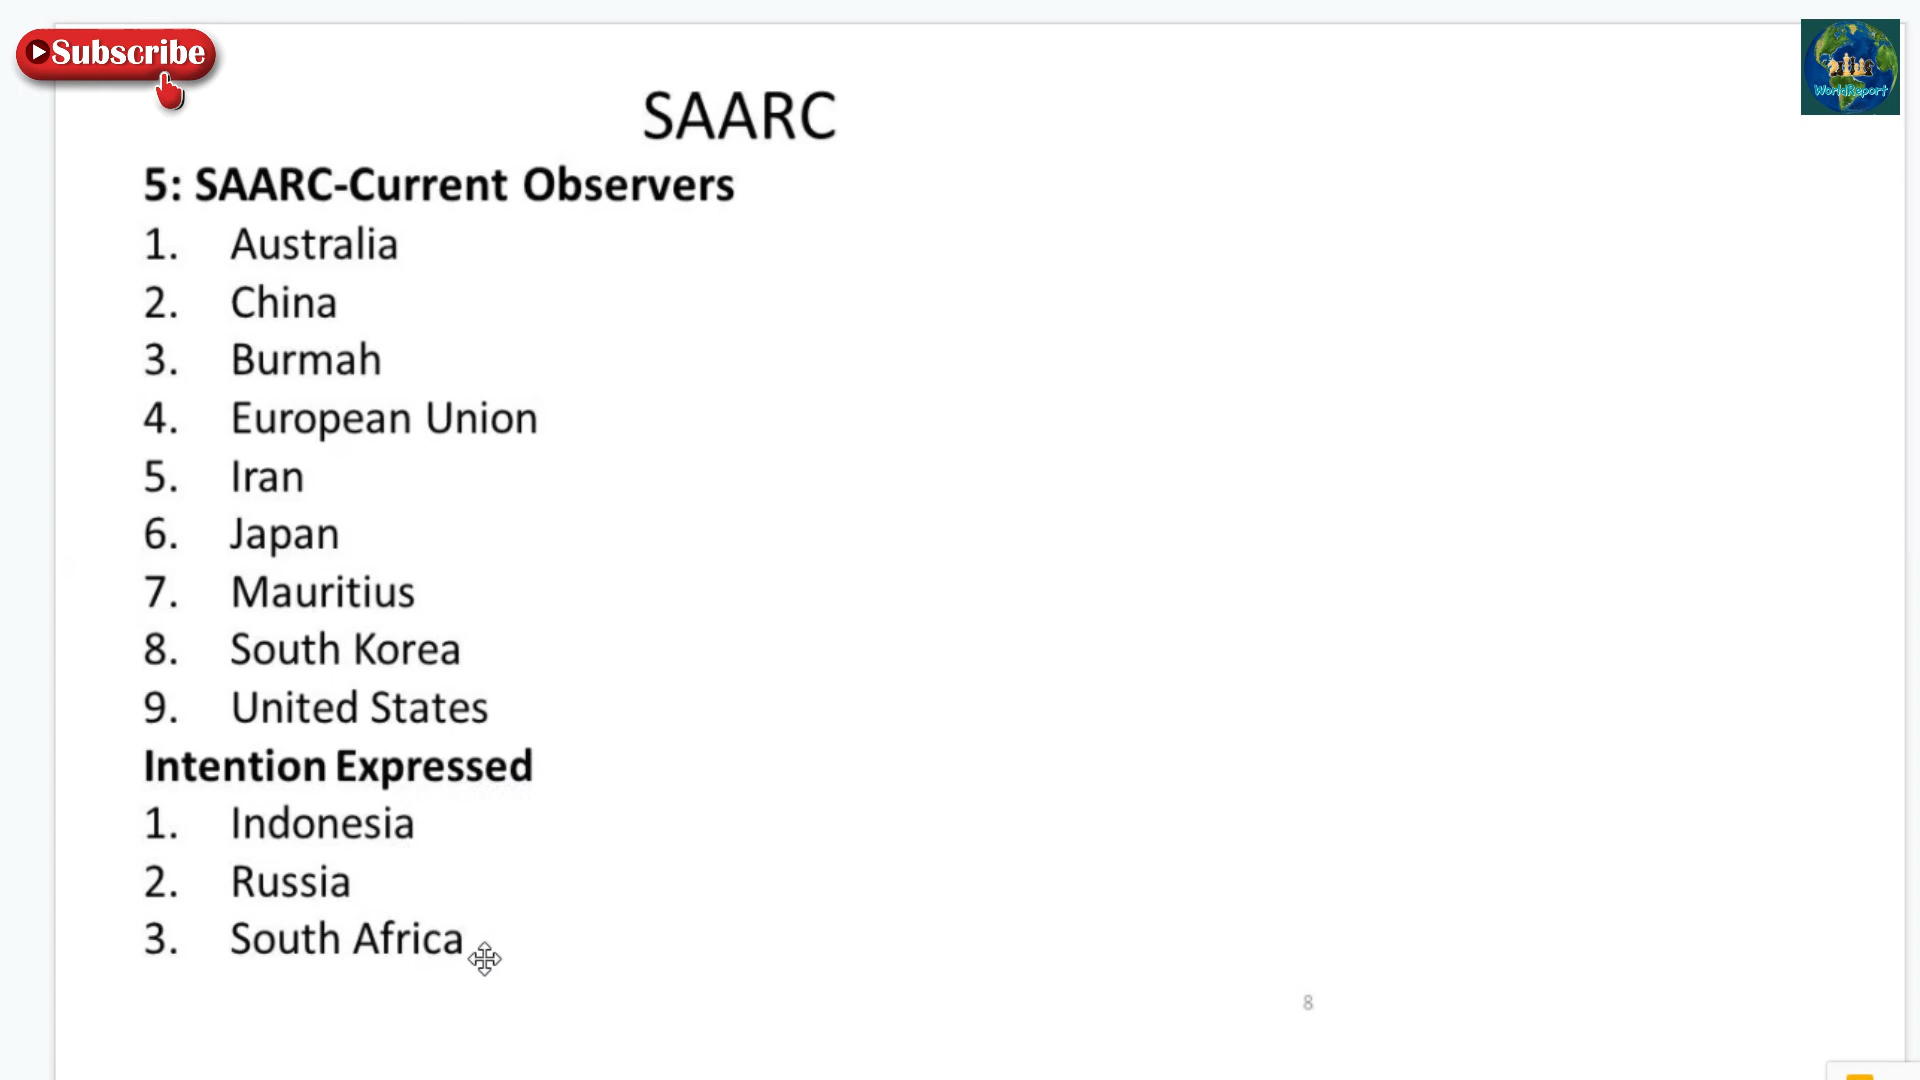 Subscribe
WorldReport
SAARC
5: SAARC-Current Observers
1. Australia
2. China
3. Burmah
4. European Union
5. Iran
6. Japan
7. Mauritius
8. South Korea
9. United States
Intention Expressed
1. Indonesia
2. Russia
3. South Africa
8